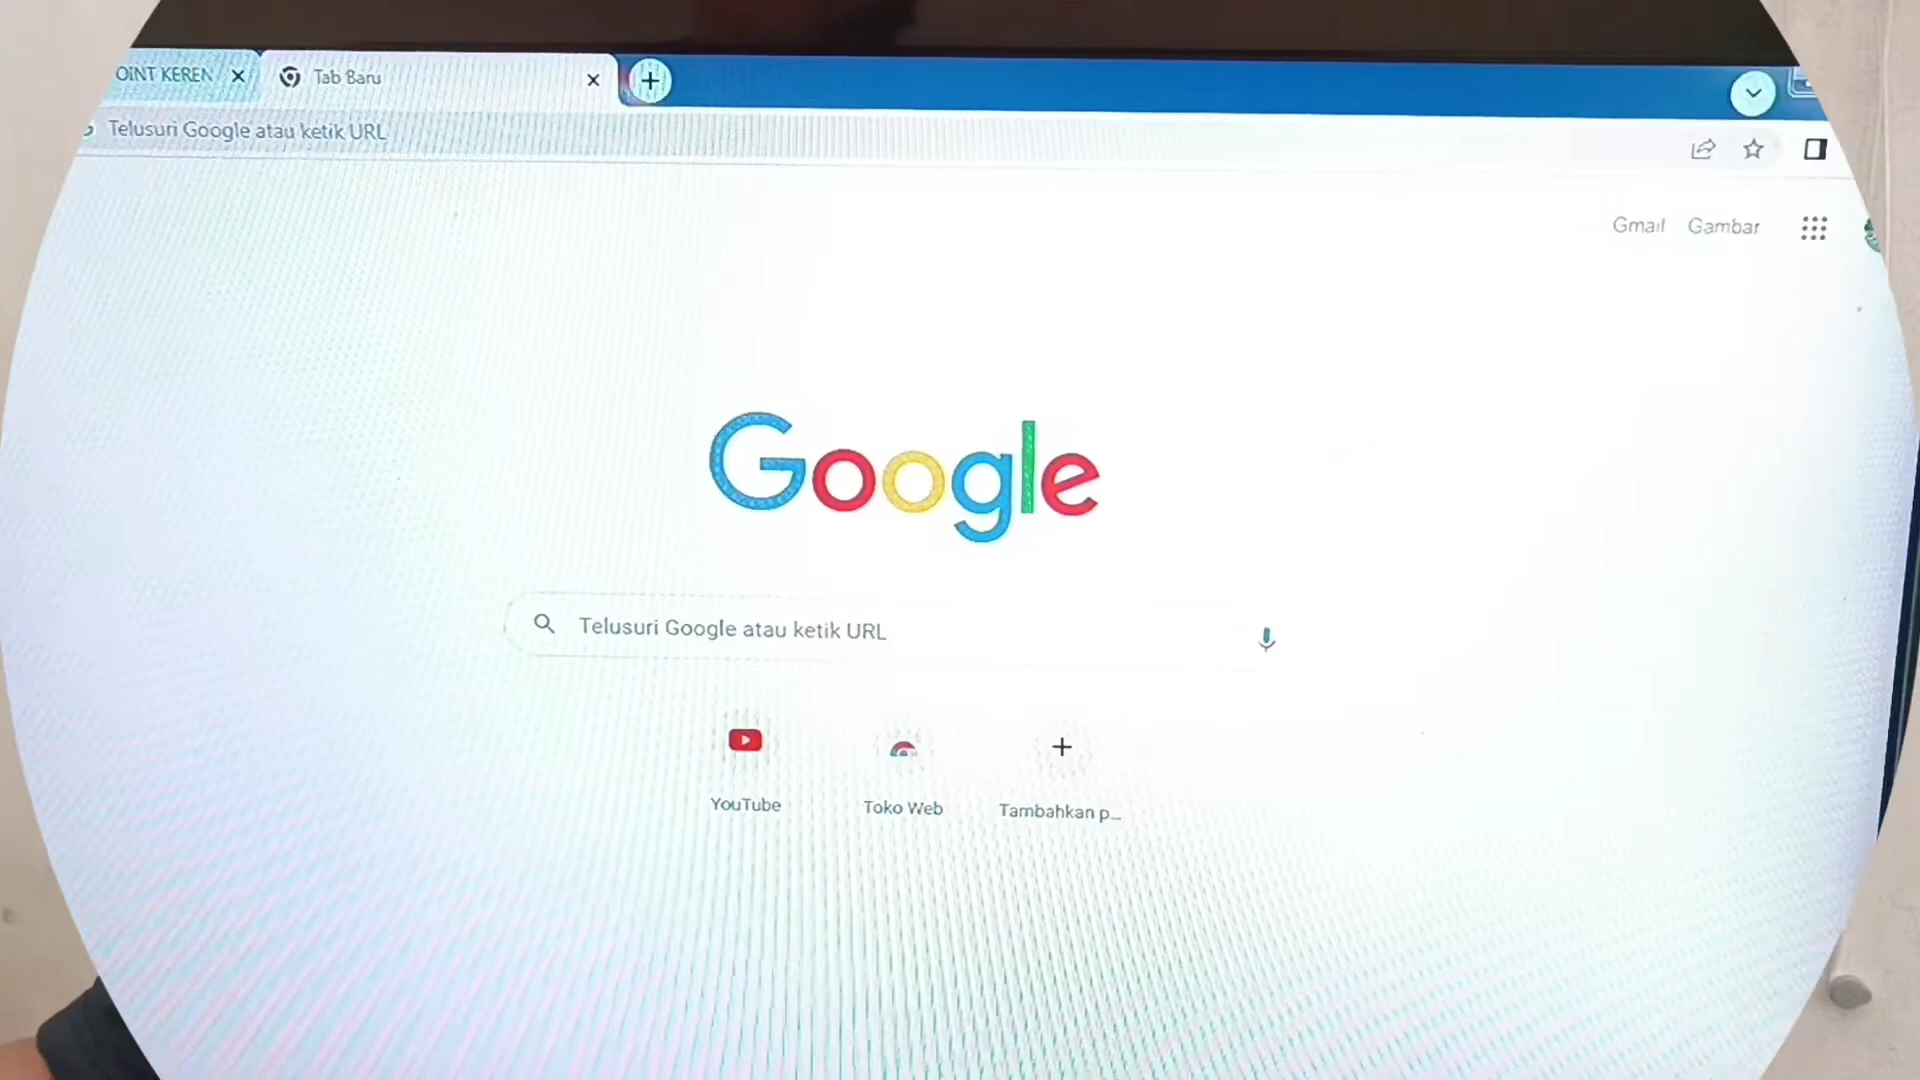 OINT KEREN
Tab Baru
Telusuri Google atau ketik URL
Gmail Gambar
Google
Telusuri Google atau ketik URL
YouTube Toko Web Tambahkan p...